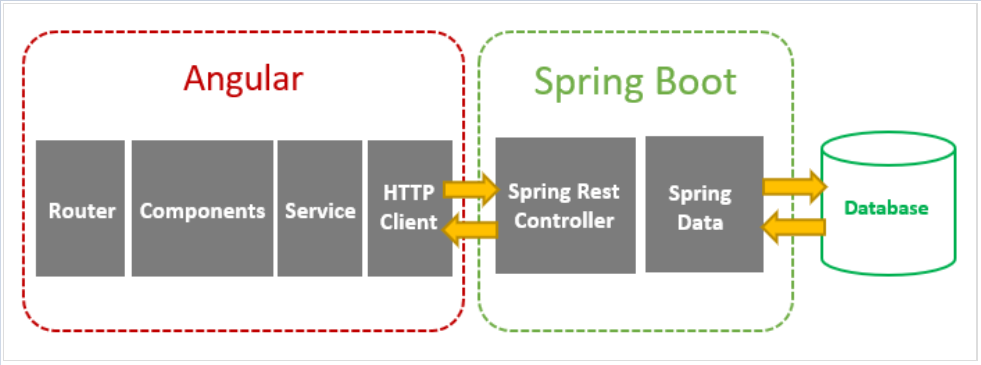 Angular
Spring Boot
Router
Components
Service
HTTP
Client
Spring Rest
Controller
Spring
Data
Database